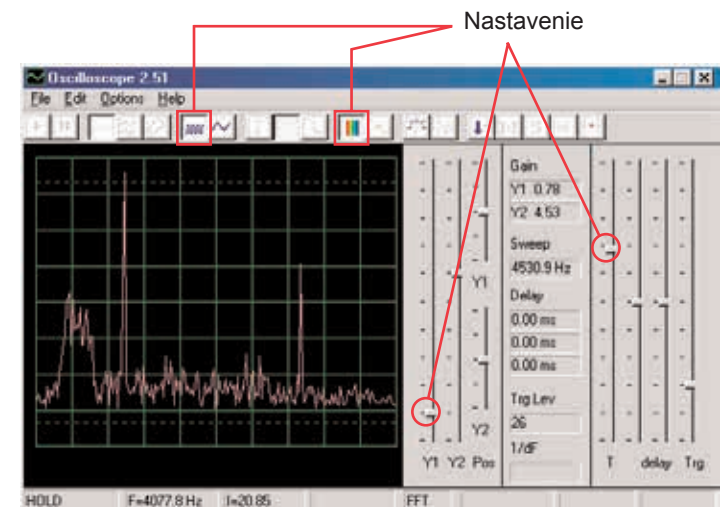 Nastavenie
Oscilloscope 2.51
File Edit Options Help
Gain
Y1 0.78
Y2 4.53
Sweep
4530.9 Hz
Y1
Delay
0.00 ms
0.00 ms
0.00 ms
Trg Lev
26
Y2
1/dF
Y1 Y2 Pos
T delay Trg
HOLD F=4077.8 Hz I=20.85 FFT